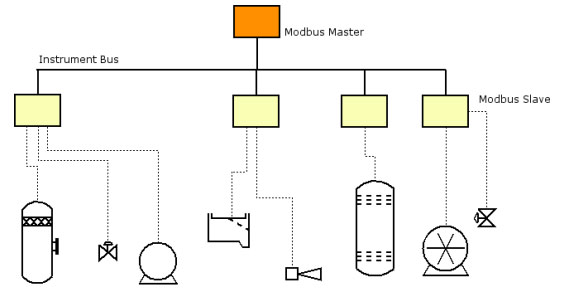 Modbus Master
Instrument Bus
Modbus Slave